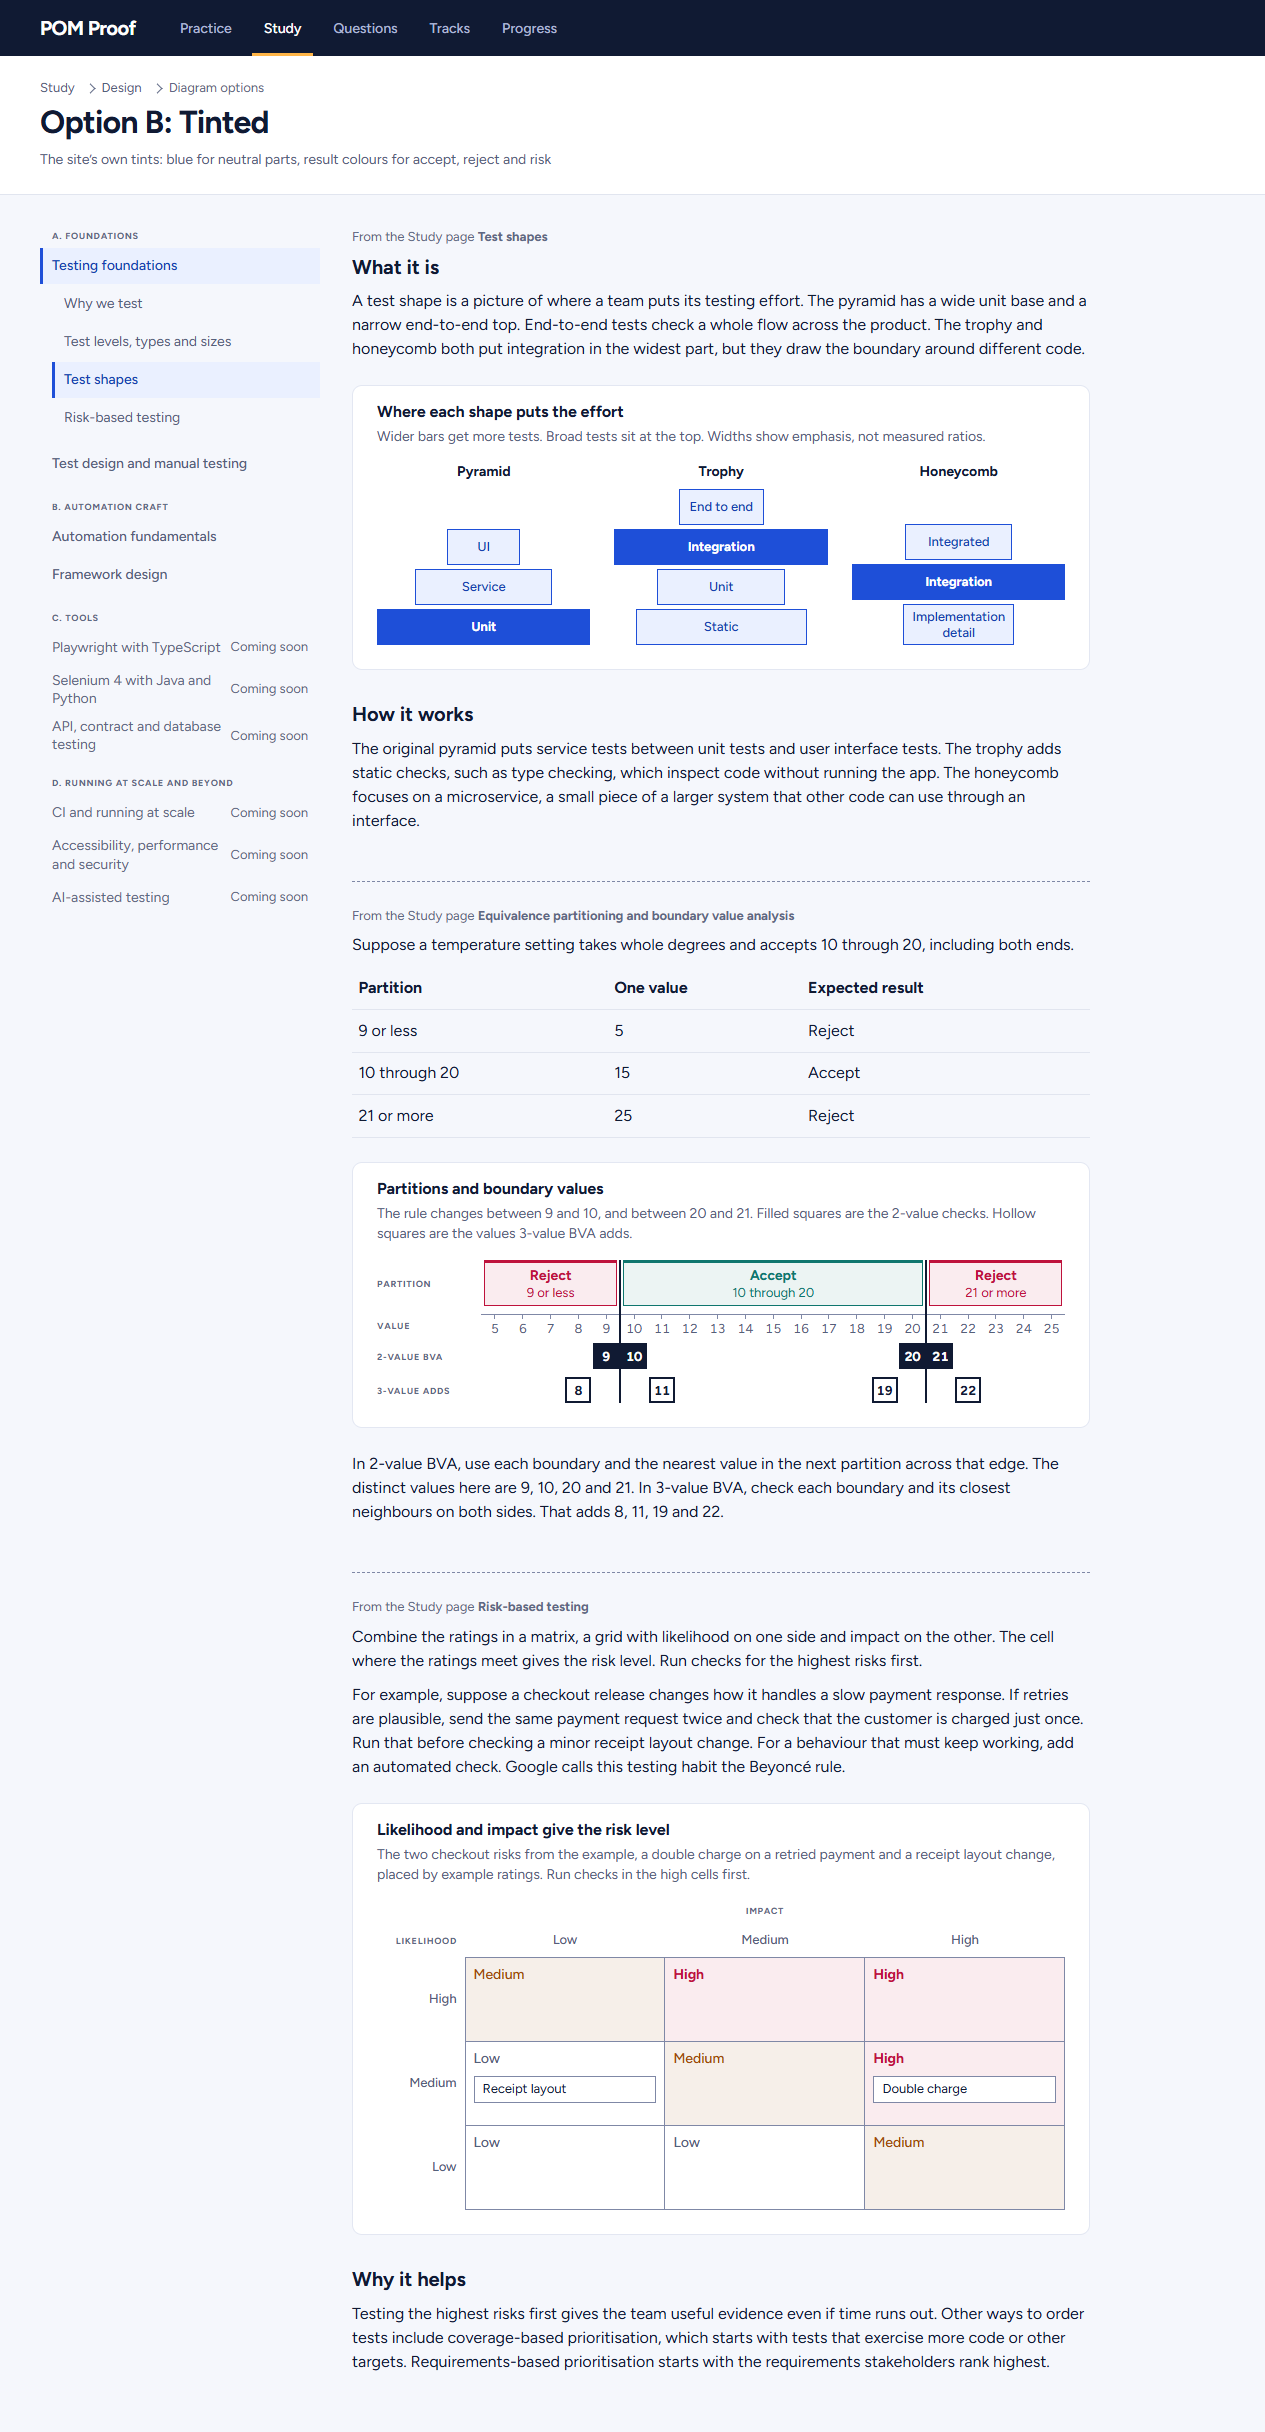 POM Proof
Practice
Study
Questions
Tracks
Progress
Study
Design
Diagram options
Option B: Tinted
The site's own tints: blue for neutral parts, result colours for accept, reject and risk
A. FOUNDATIONS
Testing foundations
Why we test
Test levels, types and sizes
Test shapes
Risk-based testing
Test design and manual testing
B. AUTOMATION CRAFT
Automation fundamentals
Framework design
C. TOOLS
Playwright with TypeScript
Coming soon
Selenium 4 with Java and
Python
Coming soon
API, contract and database
testing
Coming soon
D. RUNNING AT SCALE AND BEYOND
CI and running at scale
Coming soon
Accessibility, performance
and security
Coming soon
AI-assisted testing
Coming soon
From the Study page Test shapes
What it is
A test shape is a picture of where a team puts its testing effort. The pyramid has a wide unit base and a
narrow end-to-end top. End-to-end tests check a whole flow across the product. The trophy and
honeycomb both put integration in the widest part, but they draw the boundary around different code.
Where each shape puts the effort
Wider bars get more tests. Broad tests sit at the top. Widths show emphasis, not measured ratios.
Pyramid
UI
Service
Unit
Trophy
End to end
Integration
Unit
Static
Honeycomb
Integrated
Integration
Implementation
detail
How it works
The original pyramid puts service tests between unit tests and user interface tests. The trophy adds
static checks, such as type checking, which inspect code without running the app. The honeycomb
focuses on a microservice, a small piece of a larger system that other code can use through an
interface.
From the Study page Equivalence partitioning and boundary value analysis
Suppose a temperature setting takes whole degrees and accepts 10 through 20, including both ends.
Partition One value Expected result
9 or less 5 Reject
10 through 20 15 Accept
21 or more 25 Reject
Partitions and boundary values
The rule changes between 9 and 10, and between 20 and 21. Filled squares are the 2-value checks. Hollow
squares are the values 3-value BVA adds.
PARTITION
Reject
9 or less
Accept
10 through 20
Reject
21 or more
VALUE
5 6 7 8 9 10 11 12 13 14 15 16 17 18 19 20 21 22 23 24 25
2-VALUE BVA
9 10 20 21
3-VALUE ADDS
8 11 19 22
In 2-value BVA, use each boundary and the nearest value in the next partition across that edge. The
distinct values here are 9, 10, 20 and 21. In 3-value BVA, check each boundary and its closest
neighbours on both sides. That adds 8, 11, 19 and 22.
From the Study page Risk-based testing
Combine the ratings in a matrix, a grid with likelihood on one side and impact on the other. The cell
where the ratings meet gives the risk level. Run checks for the highest risks first.
For example, suppose a checkout release changes how it handles a slow payment response. If retries
are plausible, send the same payment request twice and check that the customer is charged just once.
Run that before checking a minor receipt layout change. For a behaviour that must keep working, add
an automated check. Google calls this testing habit the Beyoncé rule.
Likelihood and impact give the risk level
The two checkout risks from the example, a double charge on a retried payment and a receipt layout change,
placed by example ratings. Run checks in the high cells first.
IMPACT
LIKELIHOOD Low Medium High
High Medium High High
Medium Low Medium High
Receipt layout Double charge
Low Low Low Medium
Why it helps
Testing the highest risks first gives the team useful evidence even if time runs out. Other ways to order
tests include coverage-based prioritisation, which starts with tests that exercise more code or other
targets. Requirements-based prioritisation starts with the requirements stakeholders rank highest.